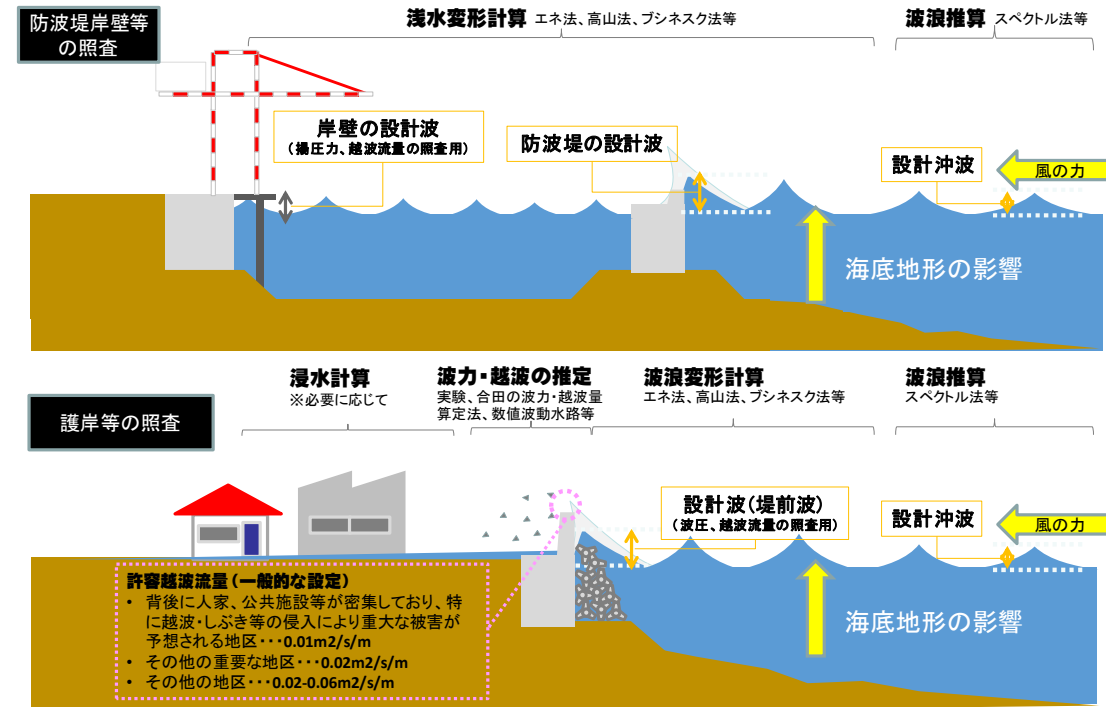 防波堤岸壁等
の照査
浅水変形計算 エネ法、高山法、ブシネスク法等
波浪推算 スペクトル法等
岸壁の設計波
（揚圧力、越波流量の照査用）
防波堤の設計波
設計沖波
風の力
海底地形の影響
護岸等の照査
浸水計算
※必要に応じて
波力・越波の推定
実験、合田の波力・越波量
算定法、数値波動水路等
波浪変形計算
エネ法、高山法、ブシネスク法等
波浪推算
スペクトル法等
設計波（堤前波）
（波圧、越波流量の照査用）
設計沖波
風の力
海底地形の影響
許容越波流量（一般的な設定）
• 背後に人家、公共施設等が密集しており、特
に越波・しぶき等の侵入により重大な被害が
予想される地区・・・0.01m2/s/m
• その他の重要な地区・・・0.02m2/s/m
• その他の地区・・・0.02-0.06m2/s/m